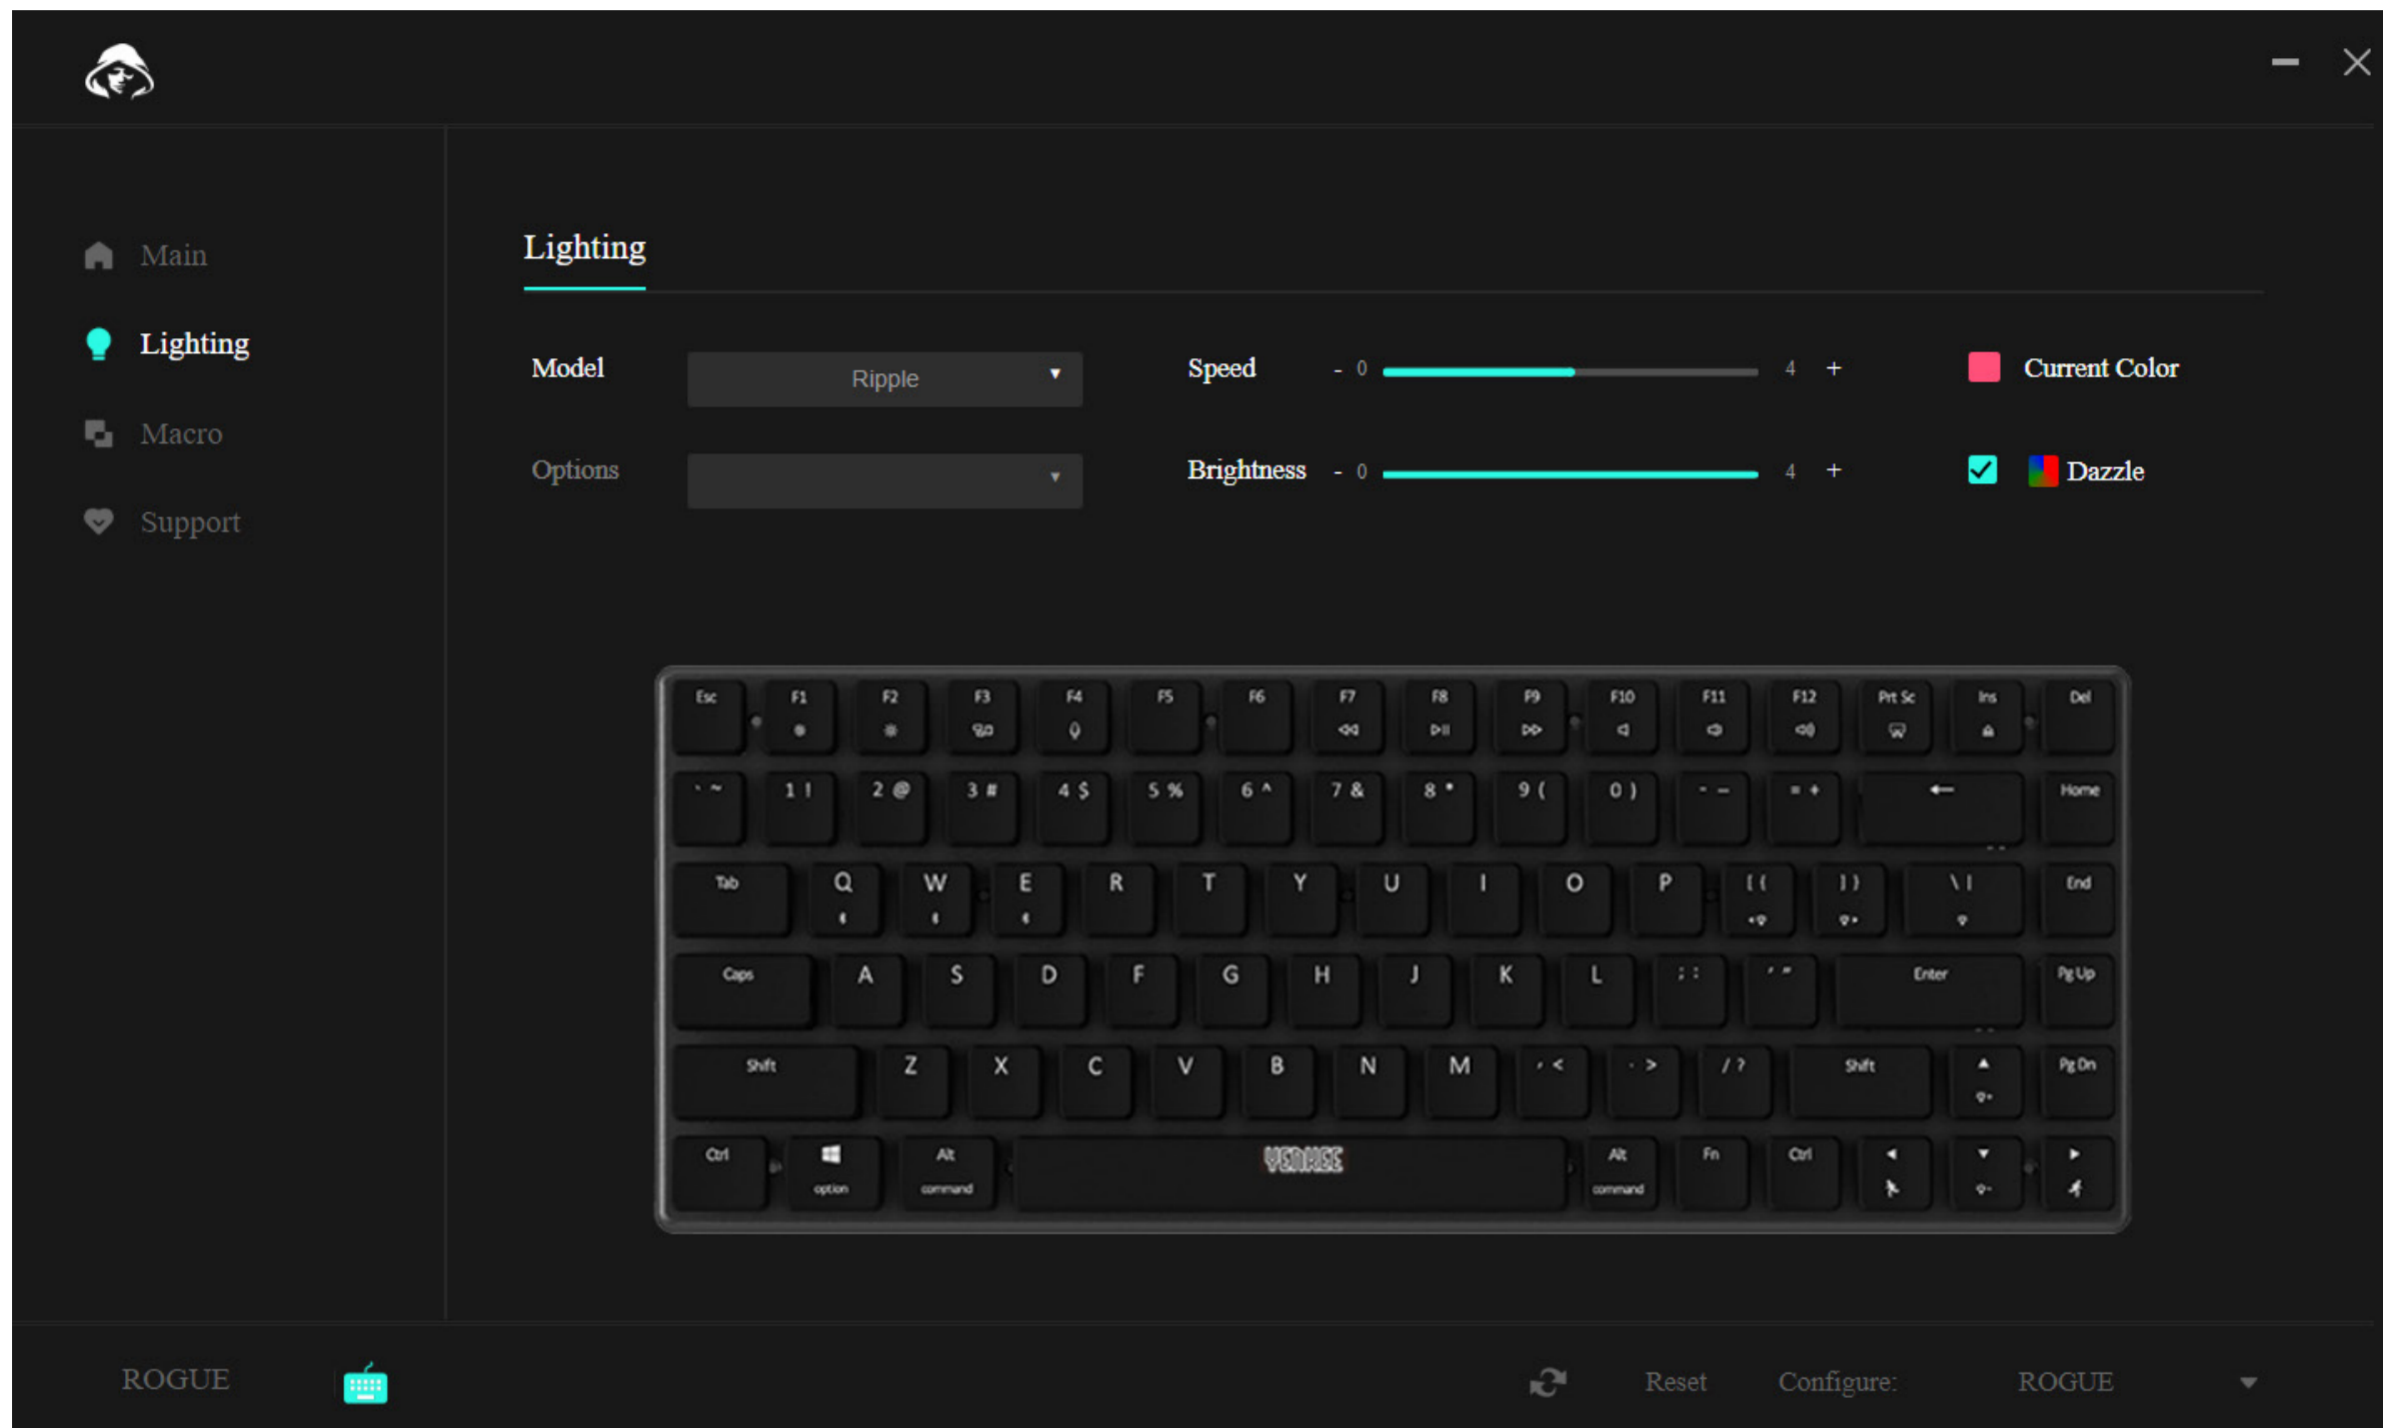 Main
Lighting
Macro
Support
Lighting
Model Ripple Speed - 0 4 + Current Color
Options Brightness - 0 4 + Dazzle
Esc F1 F2 F3 F4 F5 F6 F7 F8 F9 F10 F11 F12 Prt Sc Ins Del
` ~ 1 ! 2 @ 3 # 4 $ 5 % 6 ^ 7 & 8 * 9 ( 0 ) - – = + ← Home
Tab Q W E R T Y U I O P [ { ] } \ | End
Caps A S D F G H J K L ; : ' " Enter Pg Up
Shift Z X C V B N M , < . > / ? Shift Pg Dn
Ctrl Alt YENKEE Alt Fn Ctrl
option command command
ROGUE Reset Configure: ROGUE